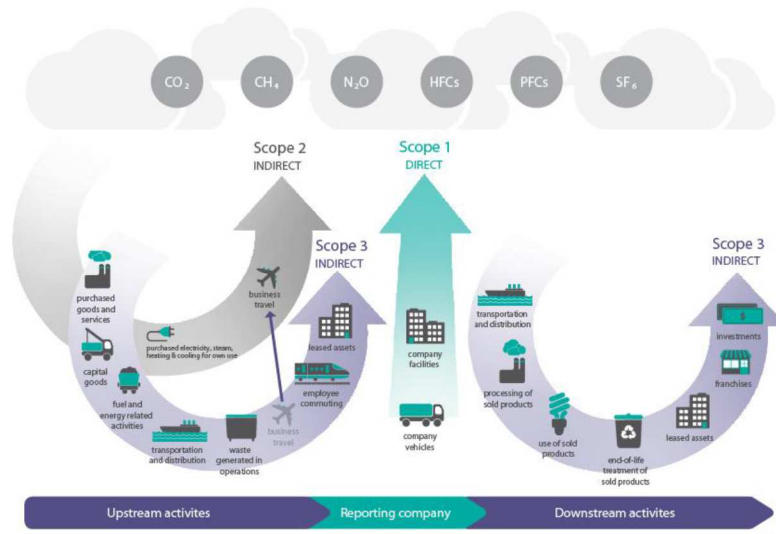 CO₂
CH₄
N₂O
HFCs
PFCs
SF₆
Scope 2
INDIRECT
Scope 1
DIRECT
Scope 3
INDIRECT
Scope 3
INDIRECT
purchased
goods and
services
capital
goods
fuel and
energy related
activities
transportation
and distribution
waste
generated in
operations
business
travel
employee
commuting
leased assets
purchased electricity, steam,
heating & cooling for own use
business
travel
company
facilities
company
vehicles
transportation
and distribution
processing of
sold products
use of sold
products
end-of-life
treatment of
sold products
leased assets
franchises
$
investments
Upstream activites
Reporting company
Downstream activites